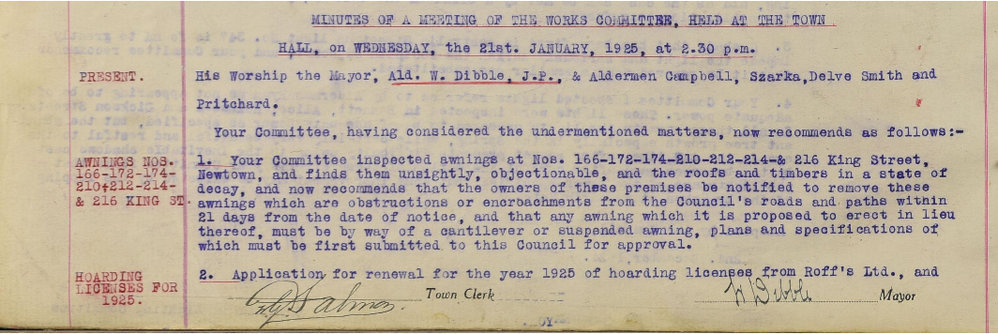 MINUTES OF A MEETING OF THE WORKS COMMITTEE, HELD AT THE TOWN
HALL, on WEDNESDAY, the 21st. JANUARY, 1925, at 2.30 p.m.
PRESENT.
His Worship the Mayor, Ald. W. Dibble, J.P., & Aldermen Campbell, Szarka, Delve Smith and
Pritchard.
Your Committee, having considered the undermentioned matters, now recommends as follows:-
AWNINGS NOS.
166-172-174-
210+212-214-
& 216 KING ST.
1. Your Committee inspected awnings at Nos. 166-172-174-210-212-214-& 216 King Street,
Newtown, and finds them unsightly, objectionable, and the roofs and timbers in a state of
decay, and now recommends that the owners of these premises be notified to remove these
awnings which are obstructions or encroachments from the Council's roads and paths within
21 days from the date of notice, and that any awning which it is proposed to erect in lieu
thereof, must be by way of a cantilever or suspended awning, plans and specifications of
which must be first submitted to this Council for approval.
HOARDING
LICENSES FOR
1925.
2. Application for renewal for the year 1925 of hoarding licenses from Roff's Ltd., and
Salmon Town Clerk W Dibble Mayor